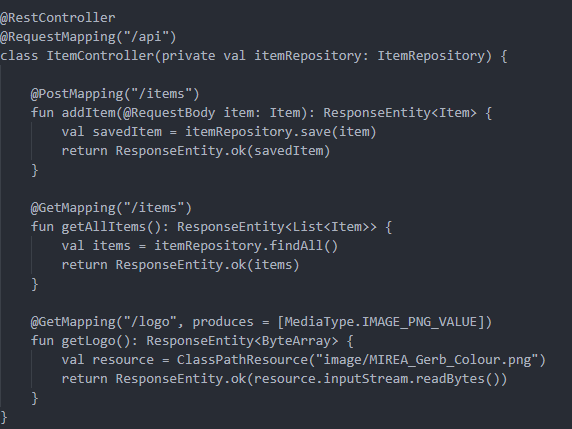 @RestController
@RequestMapping("/api")
class ItemController(private val itemRepository: ItemRepository) {

    @PostMapping("/items")
    fun addItem(@RequestBody item: Item): ResponseEntity<Item> {
        val savedItem = itemRepository.save(item)
        return ResponseEntity.ok(savedItem)
    }

    @GetMapping("/items")
    fun getAllItems(): ResponseEntity<List<Item>> {
        val items = itemRepository.findAll()
        return ResponseEntity.ok(items)
    }

    @GetMapping("/logo", produces = [MediaType.IMAGE_PNG_VALUE])
    fun getLogo(): ResponseEntity<ByteArray> {
        val resource = ClassPathResource("image/MIREA_Gerb_Colour.png")
        return ResponseEntity.ok(resource.inputStream.readBytes())
    }
}